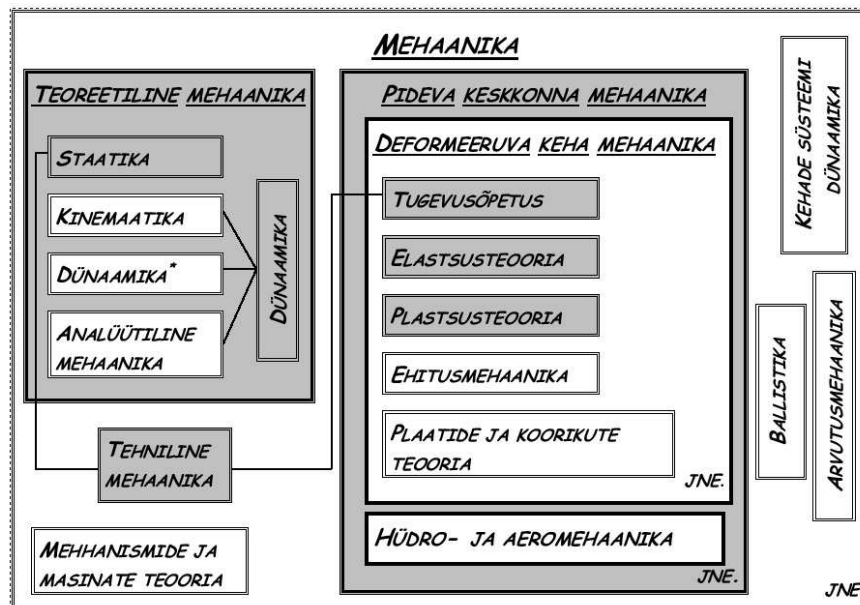 MEHAANIKA
TEOREETILINE MEHAANIKA
STAATIKA
KINEMAATIKA
DÜNAAMIKA*
ANALÜÜTILINE
MEHAANIKA
DÜNAAMIKA
TEHNILINE
MEHAANIKA
MEHHANISMIDE JA
MASINATE TEOORIA
PIDEVA KESKKONNA MEHAANIKA
DEFORMEERUVA KEHA MEHAANIKA
TUGEVUSÕPETUS
ELASTSUSTEOORIA
PLASTSUSTEOORIA
EHITUSMEHAANIKA
PLAATIDE JA KOORIKUTE
TEOORIA
JNE.
HÜDRO- JA AEROMEHAANIKA
JNE.
KEHADE SÜSTEEMI
DÜNAAMIKA
BALLISTIKA
ARVUTUSMEHAANIKA
JNE